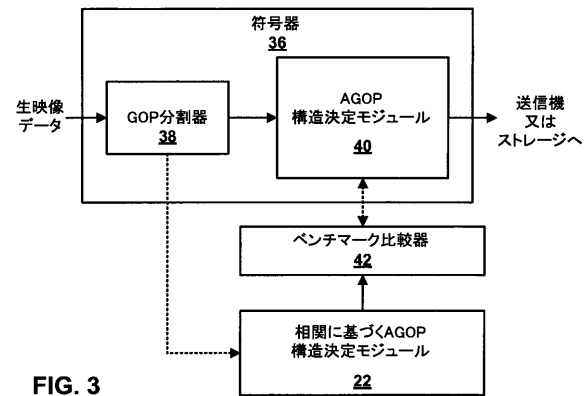 符号器
36
生映像
データ
GOP分割器
38
AGOP
構造決定モジュール
40
送信機
又は
ストレージへ
ベンチマーク比較器
42
相関に基づくAGOP
構造決定モジュール
22
FIG. 3